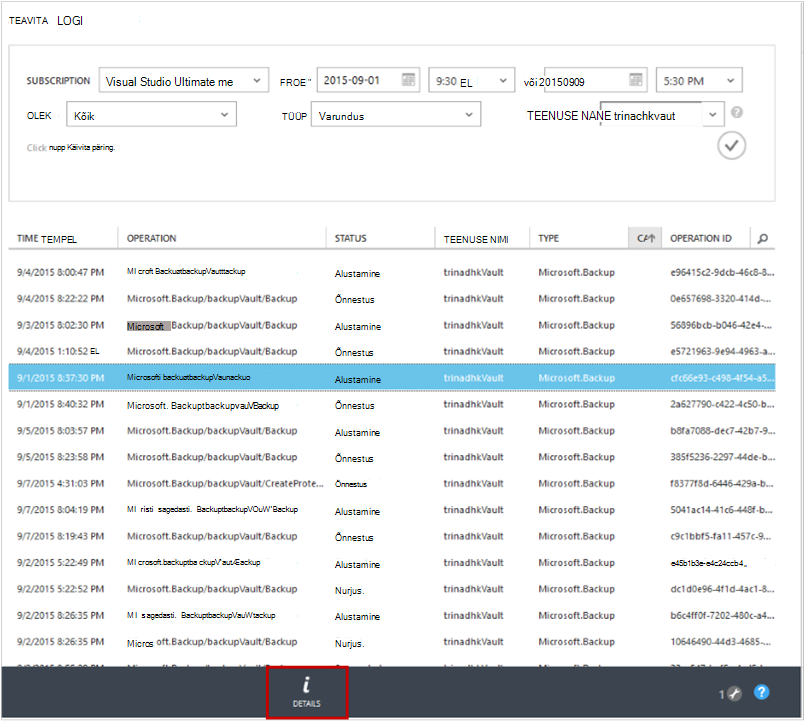 TEAVITA LOGI
SUBSCRIPTION Visual Studio Ultimate me FROE" 2015-09-01 9:30 EL või 20150909 5:30 PM
OLEK Kõik TÜÜP Varundus TEENUSE NANE trinachkvaut
Click nupp Käivita päring.
TIME TEMPEL OPERATION STATUS TEENUSE NIMI TYPE OPERATION ID
9/4/2015 8:00:47 PM MI croft BackuatbackupVautttackup Alustamine trinadhkVault Microsoft.Backup e96415c2-9dcb-46c8-8...
9/4/2015 8:22:22 PM Microsoft.Backup/backupVault/Backup Õnnestus trinadhkVault Microsoft.Backup 0e657698-3320-414d-...
9/3/2015 8:02:30 PM Microsoft Backup/backupVault/Backup Alustamine trinadhkVault Microsoft.Backup 56896bcb-b046-42e4-...
9/4/2015 1:10:52 EL Microsoft.Backup/backupVault/Backup Õnnestus trinadhkVault Microsoft.Backup e5721963-9e94-4963-a...
9/1/2015 8:37:30 PM Microsofti backuatbackupVaunackuo Alustamine trinadhkVault Microsoft.Backup cfc66e93-c498-4f54-a5...
9/1/2015 8:40:32 PM Microsoft. BackuptbackupvauVBackup Õnnestus trinadhkVault Microsoft.Backup 2a627790-c422-4c50-b...
9/5/2015 8:03:57 PM Microsoft.Backup/backupVault/Backup Alustamine trinadhkVault Microsoft.Backup b8fa7088-dec7-42b7-9...
9/5/2015 8:23:58 PM Microsoft.Backup/backupVault/Backup Õnnestus trinadhkVault Microsoft.Backup 385f5236-2297-44de-b...
9/7/2015 4:31:03 PM Microsoft.Backup/backupVault/CreateProte... Õnnestus trinadhkVault Microsoft.Backup f8377f8d-6446-429a-b...
9/7/2015 8:04:19 PM MI risti sagedasti. BackuptbackupVOuW"Backup Alustamine trinadhkVault Microsoft.Backup 5041ac14-41c6-448f-b...
9/7/2015 8:19:43 PM Microsoft.Backup/backupVault/Backup Õnnestus trinadhkVault Microsoft.Backup c9c1bbf5-fa11-457c-9...
9/2/2015 5:22:49 PM MI crosoft.backuptba ckupV'aut/Eackup Alustamine trinadhkVault Microsoft.Backup e45b1b3e-e4c24ccb4_
9/2/2015 5:22:52 PM Microsoft.Backup/backupVault/Backup Nurjus. trinadhkVault Microsoft.Backup dc1d0e96-4f1d-4ac1-8...
9/2/2015 8:26:35 PM MI sagedasti. BackuptbackupVauWtackup Alustamine trinadhkVault Microsoft.Backup b6c4ff0f-7202-480c-a4...
9/2/2015 8:26:35 PM Micros oft.Backup/backupVault/Backup Nurjus. trinadhkVault Microsoft.Backup 10646490-44d3-4685-...
i
DETAILS
1 ?